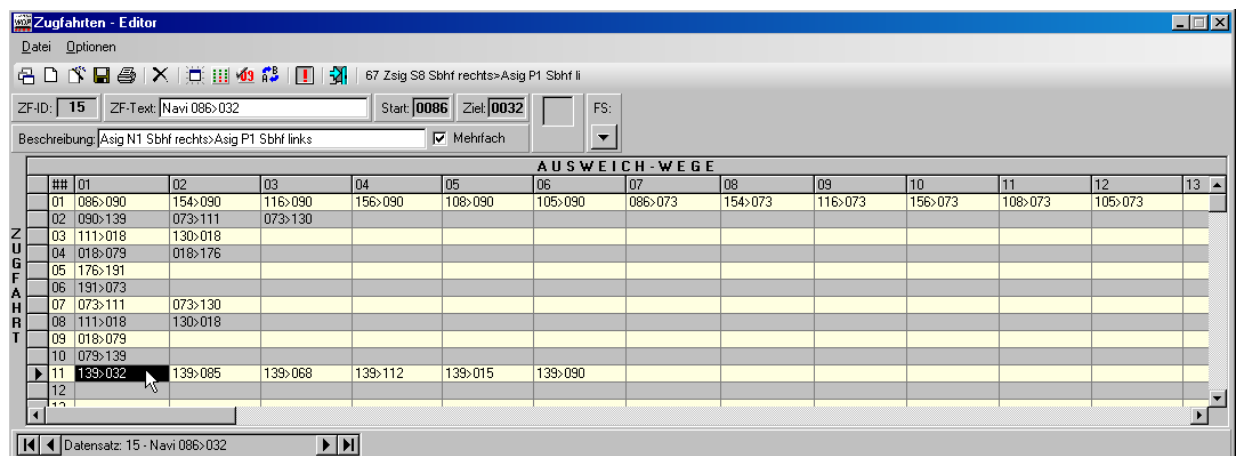 Zugfahrten - Editor
Datei Optionen
67 Zsig S8 Sbhf rechts>Asig P1 Sbhf li
ZF-ID: 15 ZF-Text: Navi 086>032 Start: 0086 Ziel: 0032 FS:
Beschreibung: Asig N1 Sbhf rechts>Asig P1 Sbhf links Mehrfach
AUSWEICH-WEGE
## 01 02 03 04 05 06 07 08 09 10 11 12 13
01 086>090 154>090 116>090 156>090 108>090 105>090 086>073 154>073 116>073 156>073 108>073 105>073
02 090>139 073>111 073>130
03 111>018 130>018
04 018>079 018>176
05 176>191
06 191>073
07 073>111 073>130
08 111>018 130>018
09 018>079
10 079>139
11 139>032 139>085 139>068 139>112 139>015 139>090
12
ZUGFAHRT
Datensatz: 15 - Navi 086>032